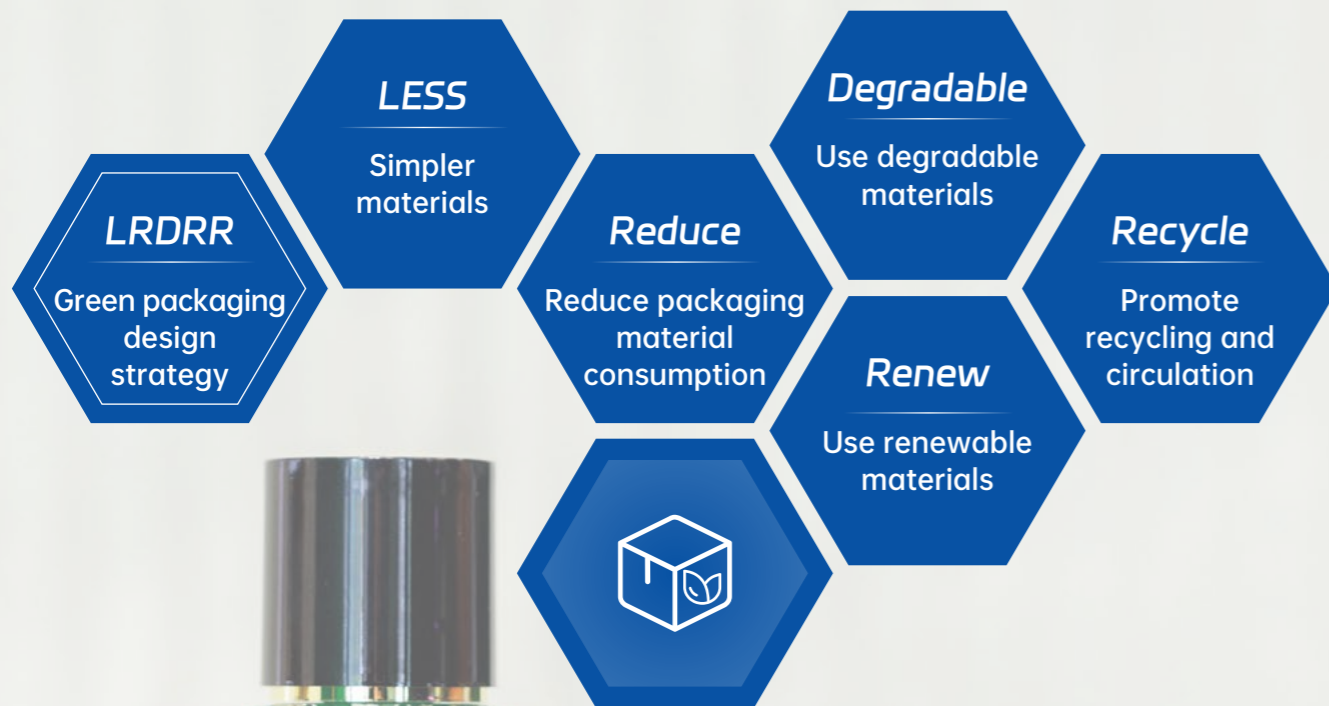 LRDRR
Green packaging
design
strategy
LESS
Simpler
materials
Reduce
Reduce packaging
material
consumption
Degradable
Use degradable
materials
Renew
Use renewable
materials
Recycle
Promote
recycling and
circulation